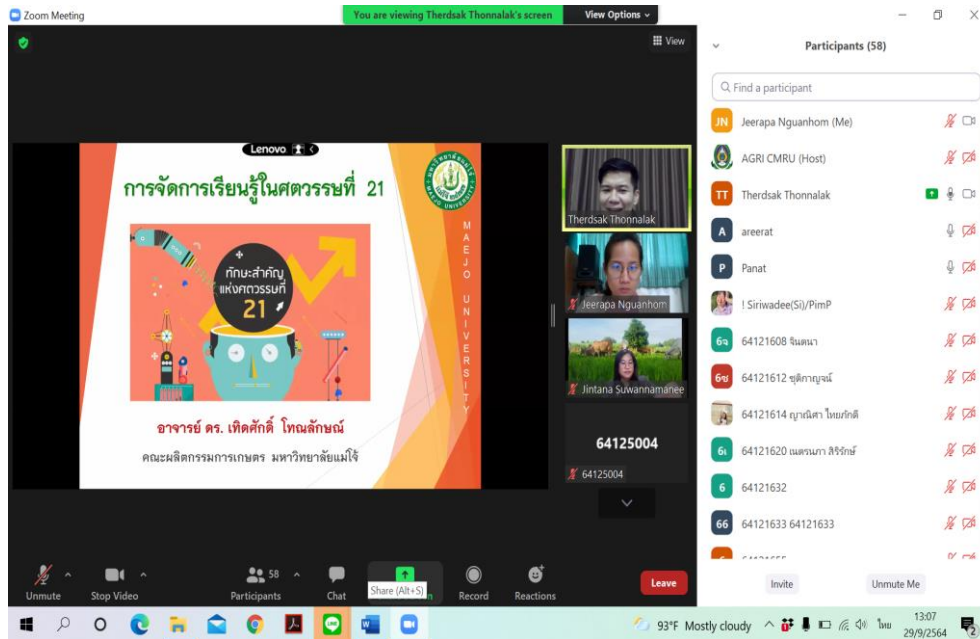 Zoom Meeting
You are viewing Therdsak Thonnalak's screen
View Options
View
Lenovo
การจัดการเรียนรู้ในศตวรรษที่ 21
ทักษะสำคัญ
แห่งศตวรรษที่
21
MAEJO UNIVERSITY
อาจารย์ ดร. เทิดศักดิ์ โทณลักษณ์
คณะผลิตกรรมการเกษตร มหาวิทยาลัยแม่โจ้
Therdsak Thonnalak
Jeerapa Nguanhom
Jintana Suwannamanee
64125004
64125004
Participants (58)
Find a participant
JN Jeerapa Nguanhom (Me)
AGRI CMRU (Host)
TT Therdsak Thonnalak
A areerat
P Panat
! Siriwadee(Si)/PimP
6จ 64121608 จินตนา
6ช 64121612 ชุติกาญจน์
64121614 ญาณิศา ไทยภักดี
6เ 64121620 เนตรนภา สิริรักษ์
6 64121632
66 64121633 64121633
Invite
Unmute Me
Unmute
Stop Video
58
Participants
Chat
Share (Alt+S)
Record
Reactions
Leave
93°F Mostly cloudy
ไทย
13:07
29/9/2564